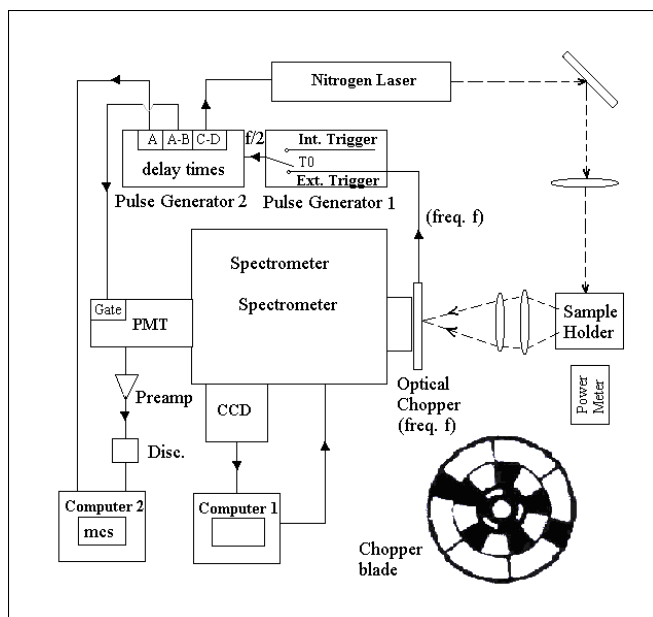 Nitrogen Laser
A
A-B
C-D
f/2
Int. Trigger
delay times
T0
Ext. Trigger
Pulse Generator 2
Pulse Generator 1
(freq. f)
Spectrometer
Spectrometer
Gate
PMT
Sample
Holder
Preamp
CCD
Optical
Chopper
(freq. f)
Power
Meter
Disc.
Computer 2
mcs
Computer 1
Chopper
blade